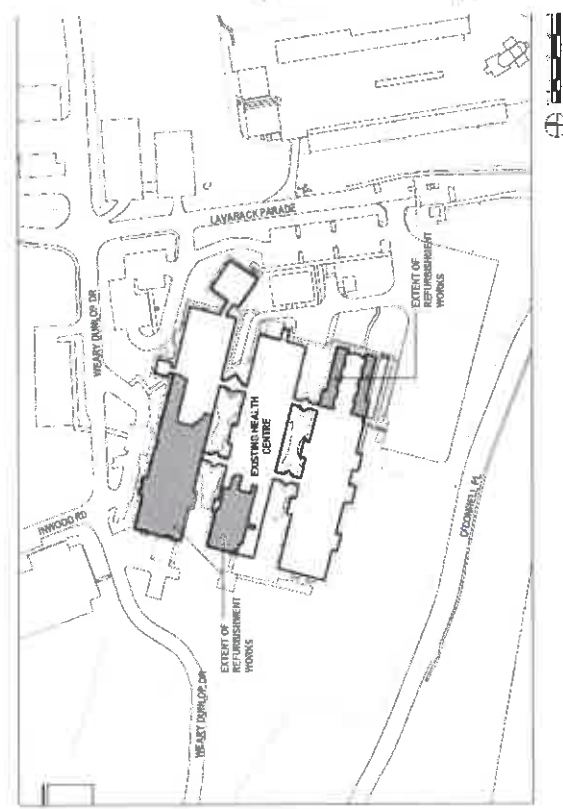 LAVARACK PARADE
WEARY DUNLOP DR
EXTENT OF
REFURBISHMENT
WORKS
EXISTING HEALTH
CENTRE
INWOOD RD
O'CONNELL PL
EXTENT OF
REFURBISHMENT
WORKS
WEARY DUNLOP DR